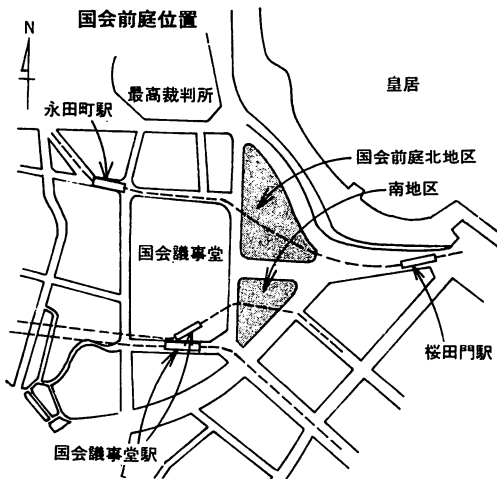 国会前庭位置
N
最高裁判所
皇居
永田町駅
国会前庭北地区
南地区
国会議事堂
桜田門駅
国会議事堂駅